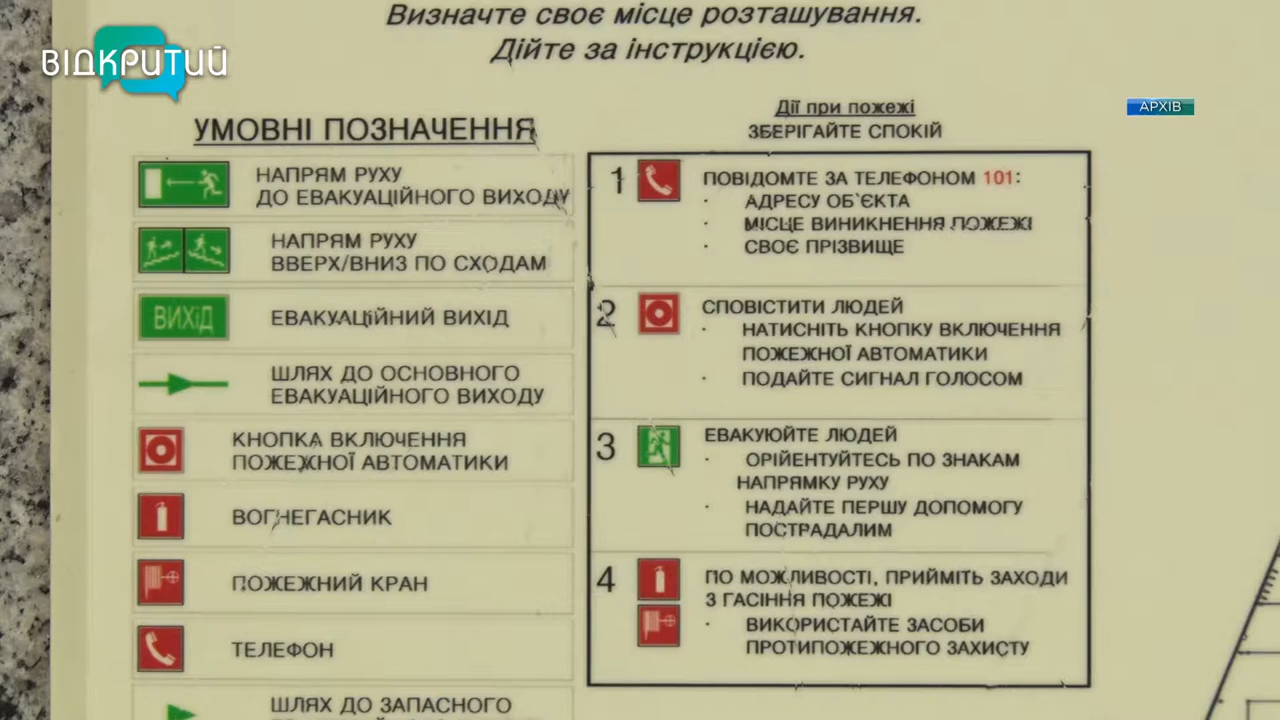 Визначте своє місце розташування.
Дійте за інструкцією.
ВІДКРИТИЙ
АРХІВ
УМОВНІ ПОЗНАЧЕННЯ
НАПРЯМ РУХУ
ДО ЕВАКУАЦІЙНОГО ВИХОДУ
НАПРЯМ РУХУ
ВВЕРХ/ВНИЗ ПО СХОДАМ
ВИХІД
ЕВАКУАЦІЙНИЙ ВИХІД
ШЛЯХ ДО ОСНОВНОГО
ЕВАКУАЦІЙНОГО ВИХОДУ
КНОПКА ВКЛЮЧЕННЯ
ПОЖЕЖНОЇ АВТОМАТИКИ
ВОГНЕГАСНИК
ПОЖЕЖНИЙ КРАН
ТЕЛЕФОН
ШЛЯХ ДО ЗАПАСНОГО
Дії при пожежі
ЗБЕРІГАЙТЕ СПОКІЙ
1 ПОВІДОМТЕ ЗА ТЕЛЕФОНОМ 101:
· АДРЕСУ ОБ`ЄКТА
· МІСЦЕ ВИНИКНЕННЯ ПОЖЕЖІ
· СВОЄ ПРІЗВИЩЕ
2 СПОВІСТИТИ ЛЮДЕЙ
· НАТИСНІТЬ КНОПКУ ВКЛЮЧЕННЯ
ПОЖЕЖНОЇ АВТОМАТИКИ
· ПОДАЙТЕ СИГНАЛ ГОЛОСОМ
3 ЕВАКУЮЙТЕ ЛЮДЕЙ
· ОРІЙЕНТУЙТЕСЬ ПО ЗНАКАМ
НАПРЯМКУ РУХУ
· НАДАЙТЕ ПЕРШУ ДОПОМОГУ
ПОСТРАДАЛИМ
4 ПО МОЖЛИВОСТІ, ПРИЙМІТЬ ЗАХОДИ
З ГАСІННЯ ПОЖЕЖІ
· ВИКОРИСТАЙТЕ ЗАСОБИ
ПРОТИПОЖЕЖНОГО ЗАХИСТУ